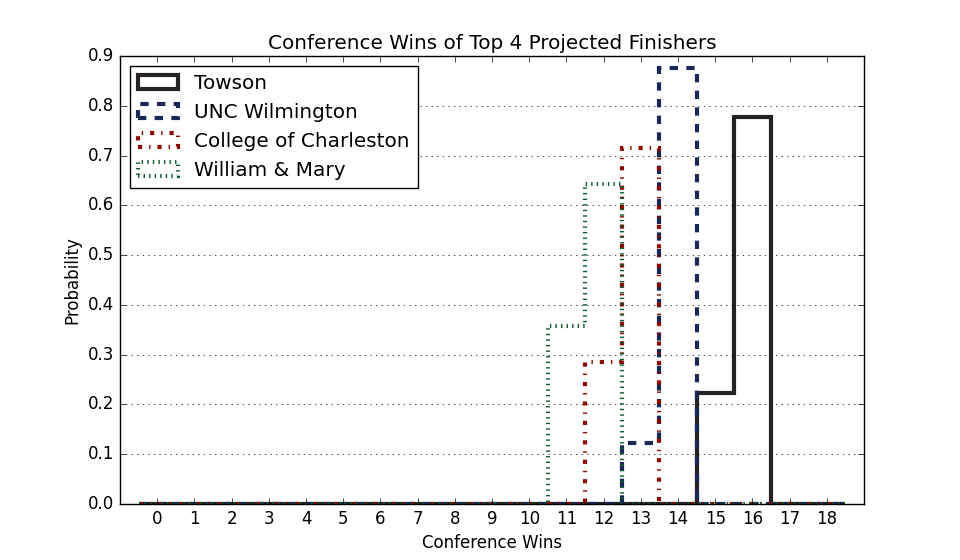 Conference Wins of Top 4 Projected Finishers
Towson
UNC Wilmington
College of Charleston
William & Mary
Probability
0.9
0.8
0.7
0.6
0.5
0.4
0.3
0.2
0.1
0.0
0 1 2 3 4 5 6 7 8 9 10 11 12 13 14 15 16 17 18
Conference Wins